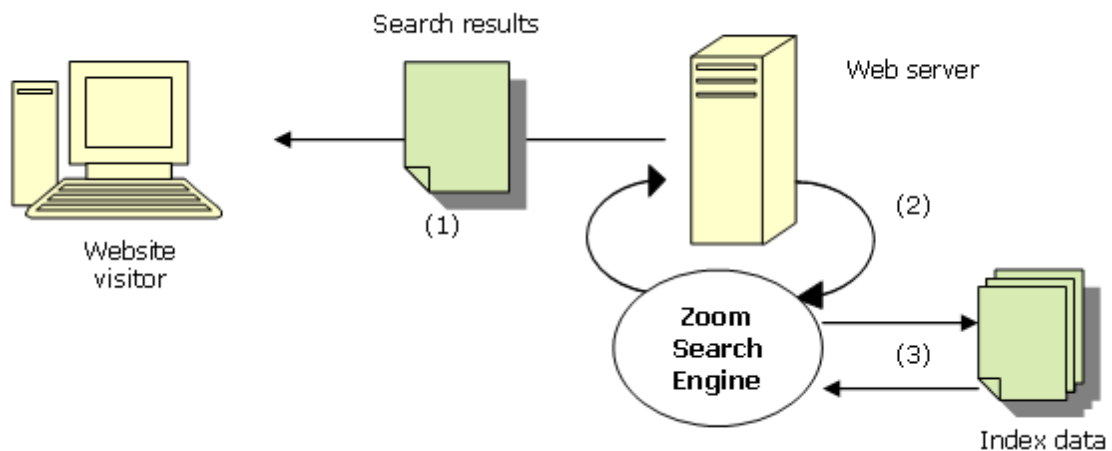 Search results
Web server
(1)
(2)
Website
visitor
Zoom
Search
Engine
(3)
Index data